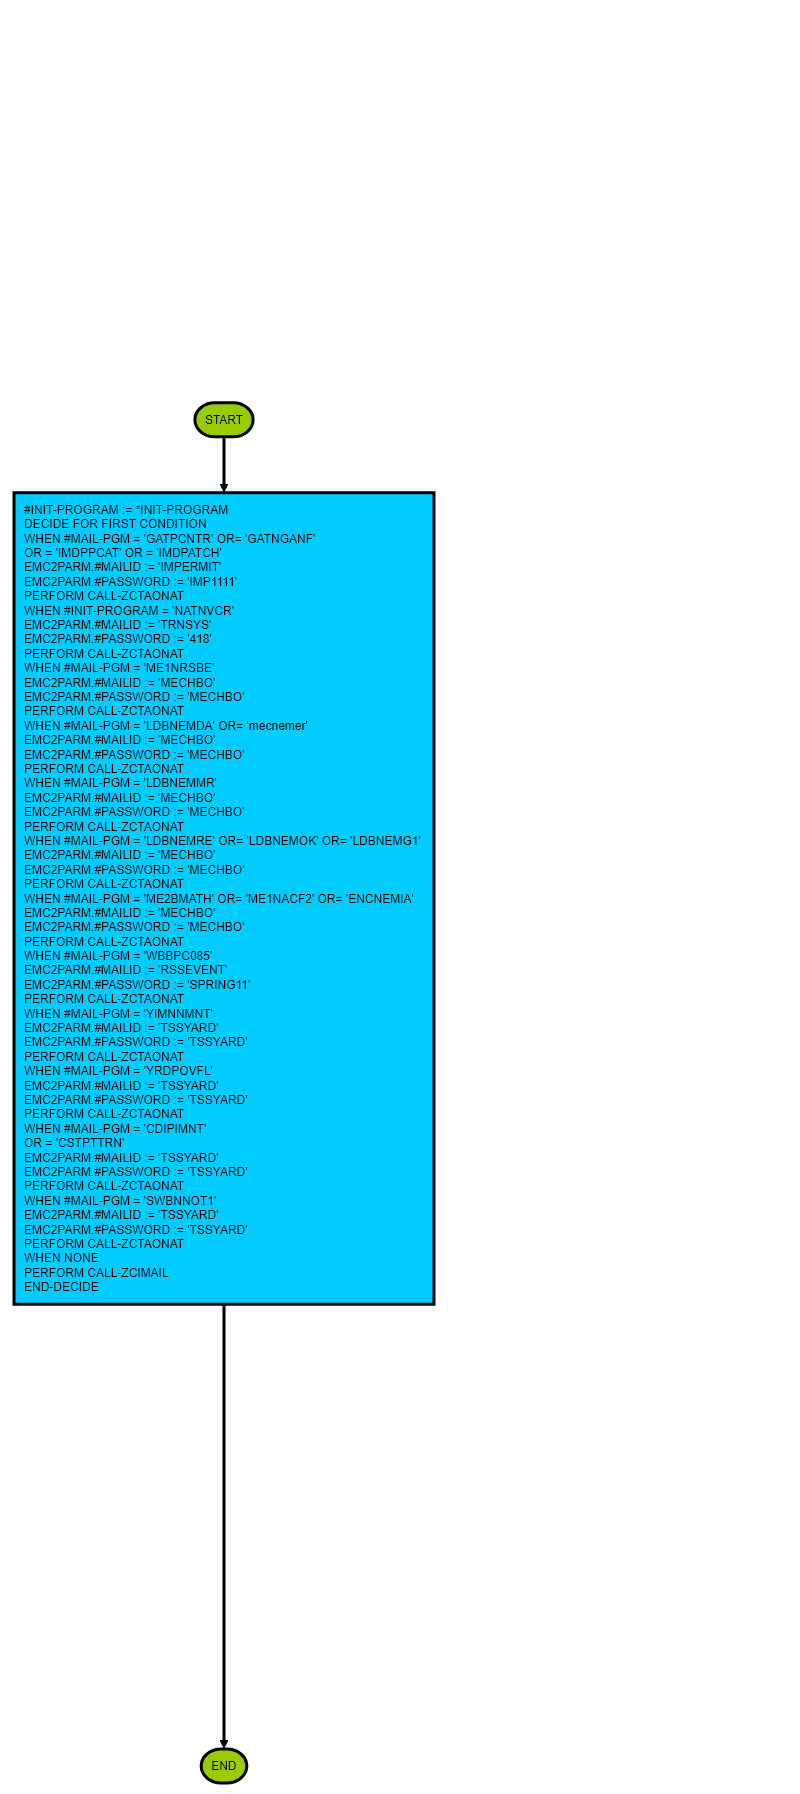 START
#INIT-PROGRAM := *INIT-PROGRAM
DECIDE FOR FIRST CONDITION
WHEN #MAIL-PGM = 'GATPCNTR' OR= 'GATNGANF'
OR = 'IMDPPCAT' OR = 'IMDPATCH'
EMC2PARM.#MAILID := 'IMPERMIT'
EMC2PARM.#PASSWORD := 'IMP1111'
PERFORM CALL-ZCTAONAT
WHEN #INIT-PROGRAM = 'NATNVCR'
EMC2PARM.#MAILID := 'TRNSYS'
EMC2PARM.#PASSWORD := '418'
PERFORM CALL-ZCTAONAT
WHEN #MAIL-PGM = 'ME1NRSBE'
EMC2PARM.#MAILID := 'MECHBO'
EMC2PARM.#PASSWORD := 'MECHBO'
PERFORM CALL-ZCTAONAT
WHEN #MAIL-PGM = 'LDBNEMDA' OR= 'mecnemer'
EMC2PARM.#MAILID := 'MECHBO'
EMC2PARM.#PASSWORD := 'MECHBO'
PERFORM CALL-ZCTAONAT
WHEN #MAIL-PGM = 'LDBNEMMR'
EMC2PARM.#MAILID := 'MECHBO'
EMC2PARM.#PASSWORD := 'MECHBO'
PERFORM CALL-ZCTAONAT
WHEN #MAIL-PGM = 'LDBNEMRE' OR= 'LDBNEMOK' OR= 'LDBNEMG1'
EMC2PARM.#MAILID := 'MECHBO'
EMC2PARM.#PASSWORD := 'MECHBO'
PERFORM CALL-ZCTAONAT
WHEN #MAIL-PGM = 'ME2BMATH' OR= 'ME1NACF2' OR= 'ENCNEMIA'
EMC2PARM.#MAILID := 'MECHBO'
EMC2PARM.#PASSWORD := 'MECHBO'
PERFORM CALL-ZCTAONAT
WHEN #MAIL-PGM = 'WBBPC085'
EMC2PARM.#MAILID := 'RSSEVENT'
EMC2PARM.#PASSWORD := 'SPRING11'
PERFORM CALL-ZCTAONAT
WHEN #MAIL-PGM = 'YIMNNMNT'
EMC2PARM.#MAILID := 'TSSYARD'
EMC2PARM.#PASSWORD := 'TSSYARD'
PERFORM CALL-ZCTAONAT
WHEN #MAIL-PGM = 'YRDPOVFL'
EMC2PARM.#MAILID := 'TSSYARD'
EMC2PARM.#PASSWORD := 'TSSYARD'
PERFORM CALL-ZCTAONAT
WHEN #MAIL-PGM = 'CDIPIMNT'
OR = 'CSTPTTRN'
EMC2PARM.#MAILID := 'TSSYARD'
EMC2PARM.#PASSWORD := 'TSSYARD'
PERFORM CALL-ZCTAONAT
WHEN #MAIL-PGM = 'SWBNNOT1'
EMC2PARM.#MAILID := 'TSSYARD'
EMC2PARM.#PASSWORD := 'TSSYARD'
PERFORM CALL-ZCTAONAT
WHEN NONE
PERFORM CALL-ZCIMAIL
END-DECIDE
END